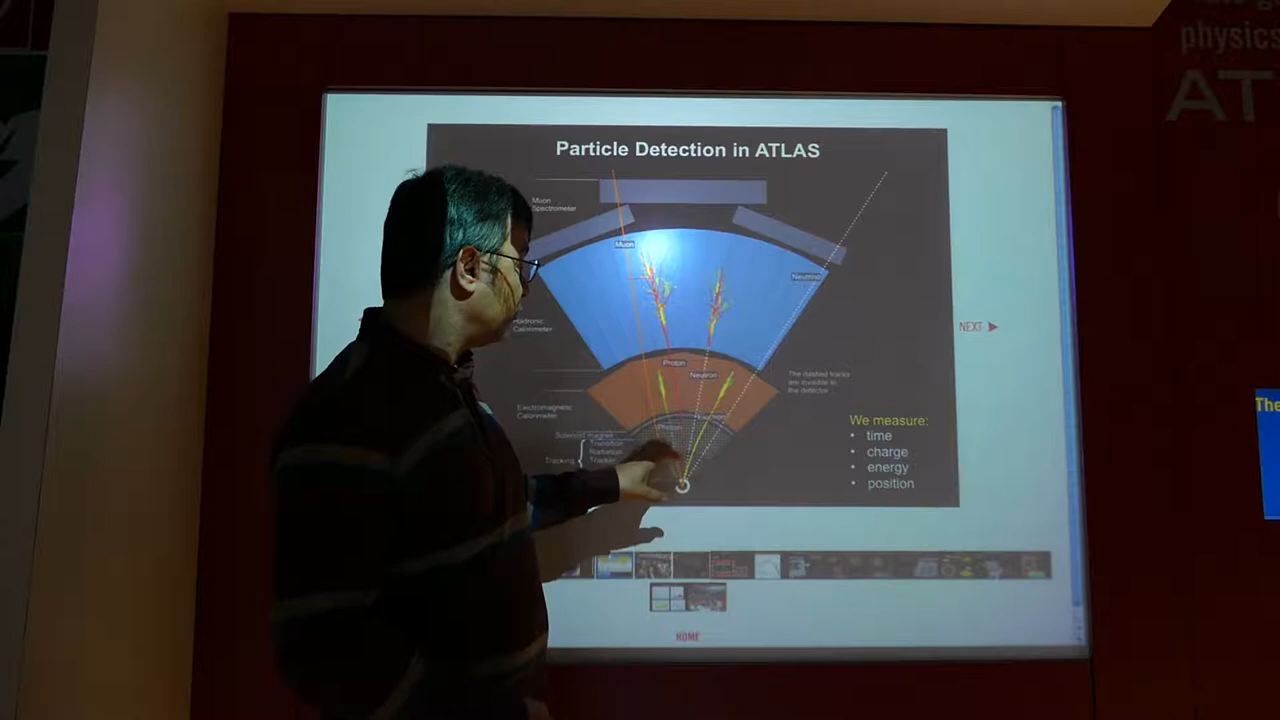 physics
AT
Particle Detection in ATLAS
Muon
Spectrometer
Muon
Neutrino
Hadronic
Calorimeter
NEXT
Proton
Neutron
The dashed tracks
are invisible to
the detector
Electromagnetic
Calorimeter
Electron
Photon
We measure:
• time
• charge
• energy
• position
Solenoid magnet
Transition
Radiation
Tracking
Tracker
The
HOME